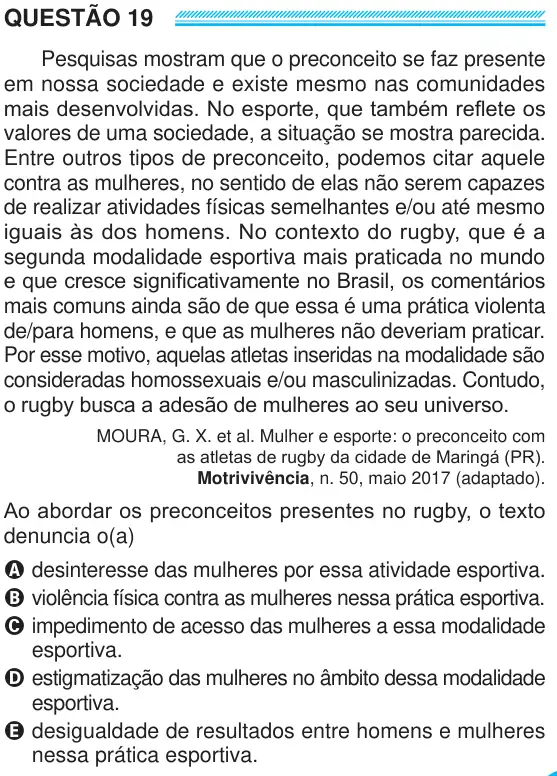 QUESTÃO 19
Pesquisas mostram que o preconceito se faz presente
em nossa sociedade e existe mesmo nas comunidades
mais desenvolvidas. No esporte, que também reflete os
valores de uma sociedade, a situação se mostra parecida.
Entre outros tipos de preconceito, podemos citar aquele
contra as mulheres, no sentido de elas não serem capazes
de realizar atividades físicas semelhantes e/ou até mesmo
iguais às dos homens. No contexto do rugby, que é a
segunda modalidade esportiva mais praticada no mundo
e que cresce significativamente no Brasil, os comentários
mais comuns ainda são de que essa é uma prática violenta
de/para homens, e que as mulheres não deveriam praticar.
Por esse motivo, aquelas atletas inseridas na modalidade são
consideradas homossexuais e/ou masculinizadas. Contudo,
o rugby busca a adesão de mulheres ao seu universo.
MOURA, G. X. et al. Mulher e esporte: o preconceito com
as atletas de rugby da cidade de Maringá (PR).
Motrivivência, n. 50, maio 2017 (adaptado).
Ao abordar os preconceitos presentes no rugby, o texto
denuncia o(a)
A desinteresse das mulheres por essa atividade esportiva.
B violência física contra as mulheres nessa prática esportiva.
C impedimento de acesso das mulheres a essa modalidade
esportiva.
D estigmatização das mulheres no âmbito dessa modalidade
esportiva.
E desigualdade de resultados entre homens e mulheres
nessa prática esportiva.